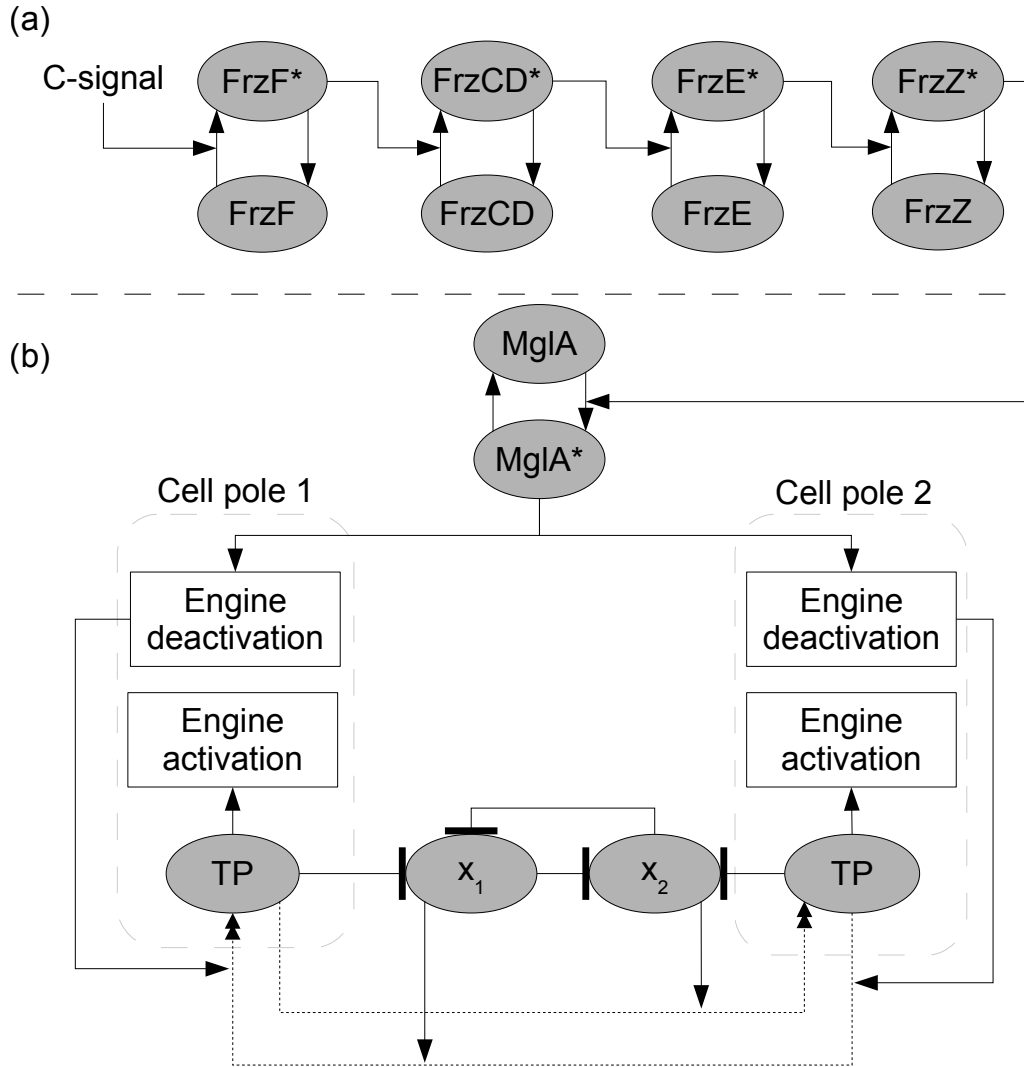 (a)
C-signal
FrzF*
FrzCD*
FrzE*
FrzZ*
FrzF
FrzCD
FrzE
FrzZ
(b)
MglA
MglA*
Cell pole 1
Cell pole 2
Engine
deactivation
Engine
deactivation
Engine
activation
Engine
activation
TP
x1
x2
TP